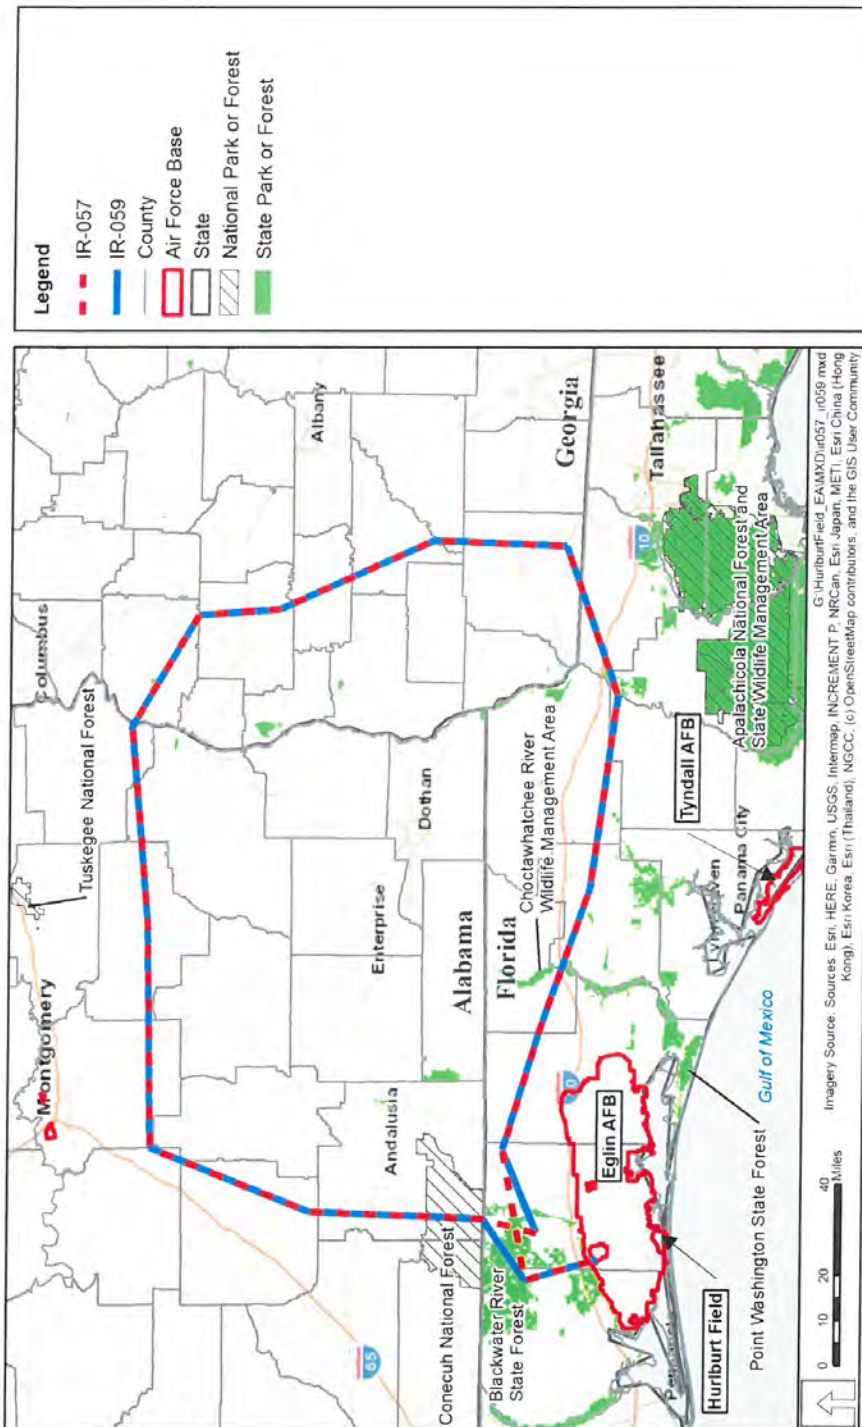 Legend
IR-057
IR-059
County
Air Force Base
State
National Park or Forest
State Park or Forest
Montgomery
Tuskegee National Forest
Columbus
65
Andalusia
Enterprise
Dothan
Albany
Conecuh National Forest
Alabama
Florida
Georgia
Blackwater River
State Forest
Choctawhatchee River
Wildlife Management Area
10
Tallahassee
Eglin AFB
Apalachicola National Forest and
State Wildlife Management Area
Tyndall AFB
Panama City
Hurlburt Field
Point Washington State Forest
Gulf of Mexico
0 10 20 40
Miles
G:\HurlburtField_EA\MXD\ir057_ir059.mxd
Imagery Source: Sources: Esri, HERE, Garmin, USGS, Intermap, INCREMENT P, NRCan, Esri Japan, METI, Esri China (Hong
Kong), Esri Korea, Esri (Thailand), NGCC, (c) OpenStreetMap contributors, and the GIS User Community